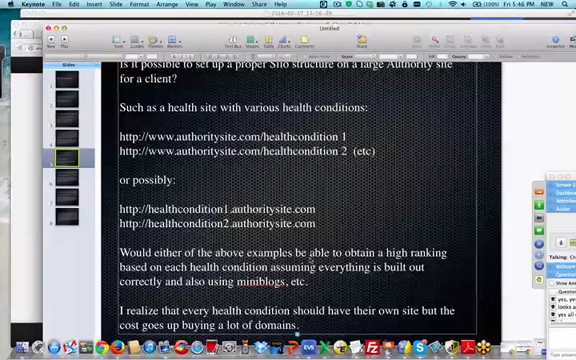 Keynote File Edit Insert Slide Format Arrange View Play Window Share Help
Fri 5:46 PM NEW
Untitled
Slides
Is it possible to set up a proper Silo structure on a large Authority site
for a client?
Such as a health site with various health conditions:
http://www.authoritysite.com/healthcondition 1
http://www.authoritysite.com/healthcondition 2 (etc)
or possibly:
http://healthcondition1.authoritysite.com
http://healthcondition2.authoritysite.com
Would either of the above examples be able to obtain a high ranking
based on each health condition assuming everything is built out
correctly and also using miniblogs, etc.
I realize that every health condition should have their own site but the
cost goes up buying a lot of domains.
Talking: